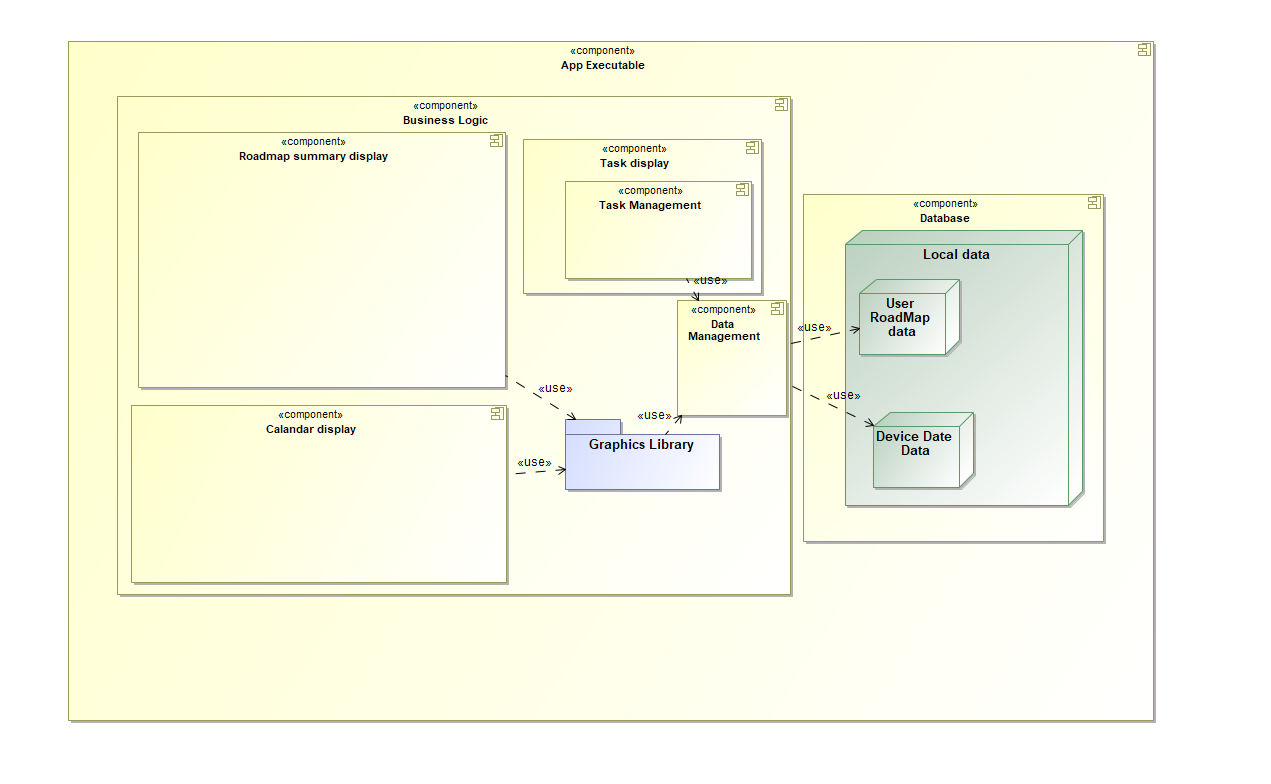 «component»
App Executable
«component»
Business Logic
«component»
Roadmap summary display
«component»
Task display
«component»
Task Management
«use»
«component»
Data
Management
«component»
Database
Local data
User
RoadMap
data
«use»
«use»
Device Date
Data
«use»
«use»
Graphics Library
«component»
Calandar display
«use»